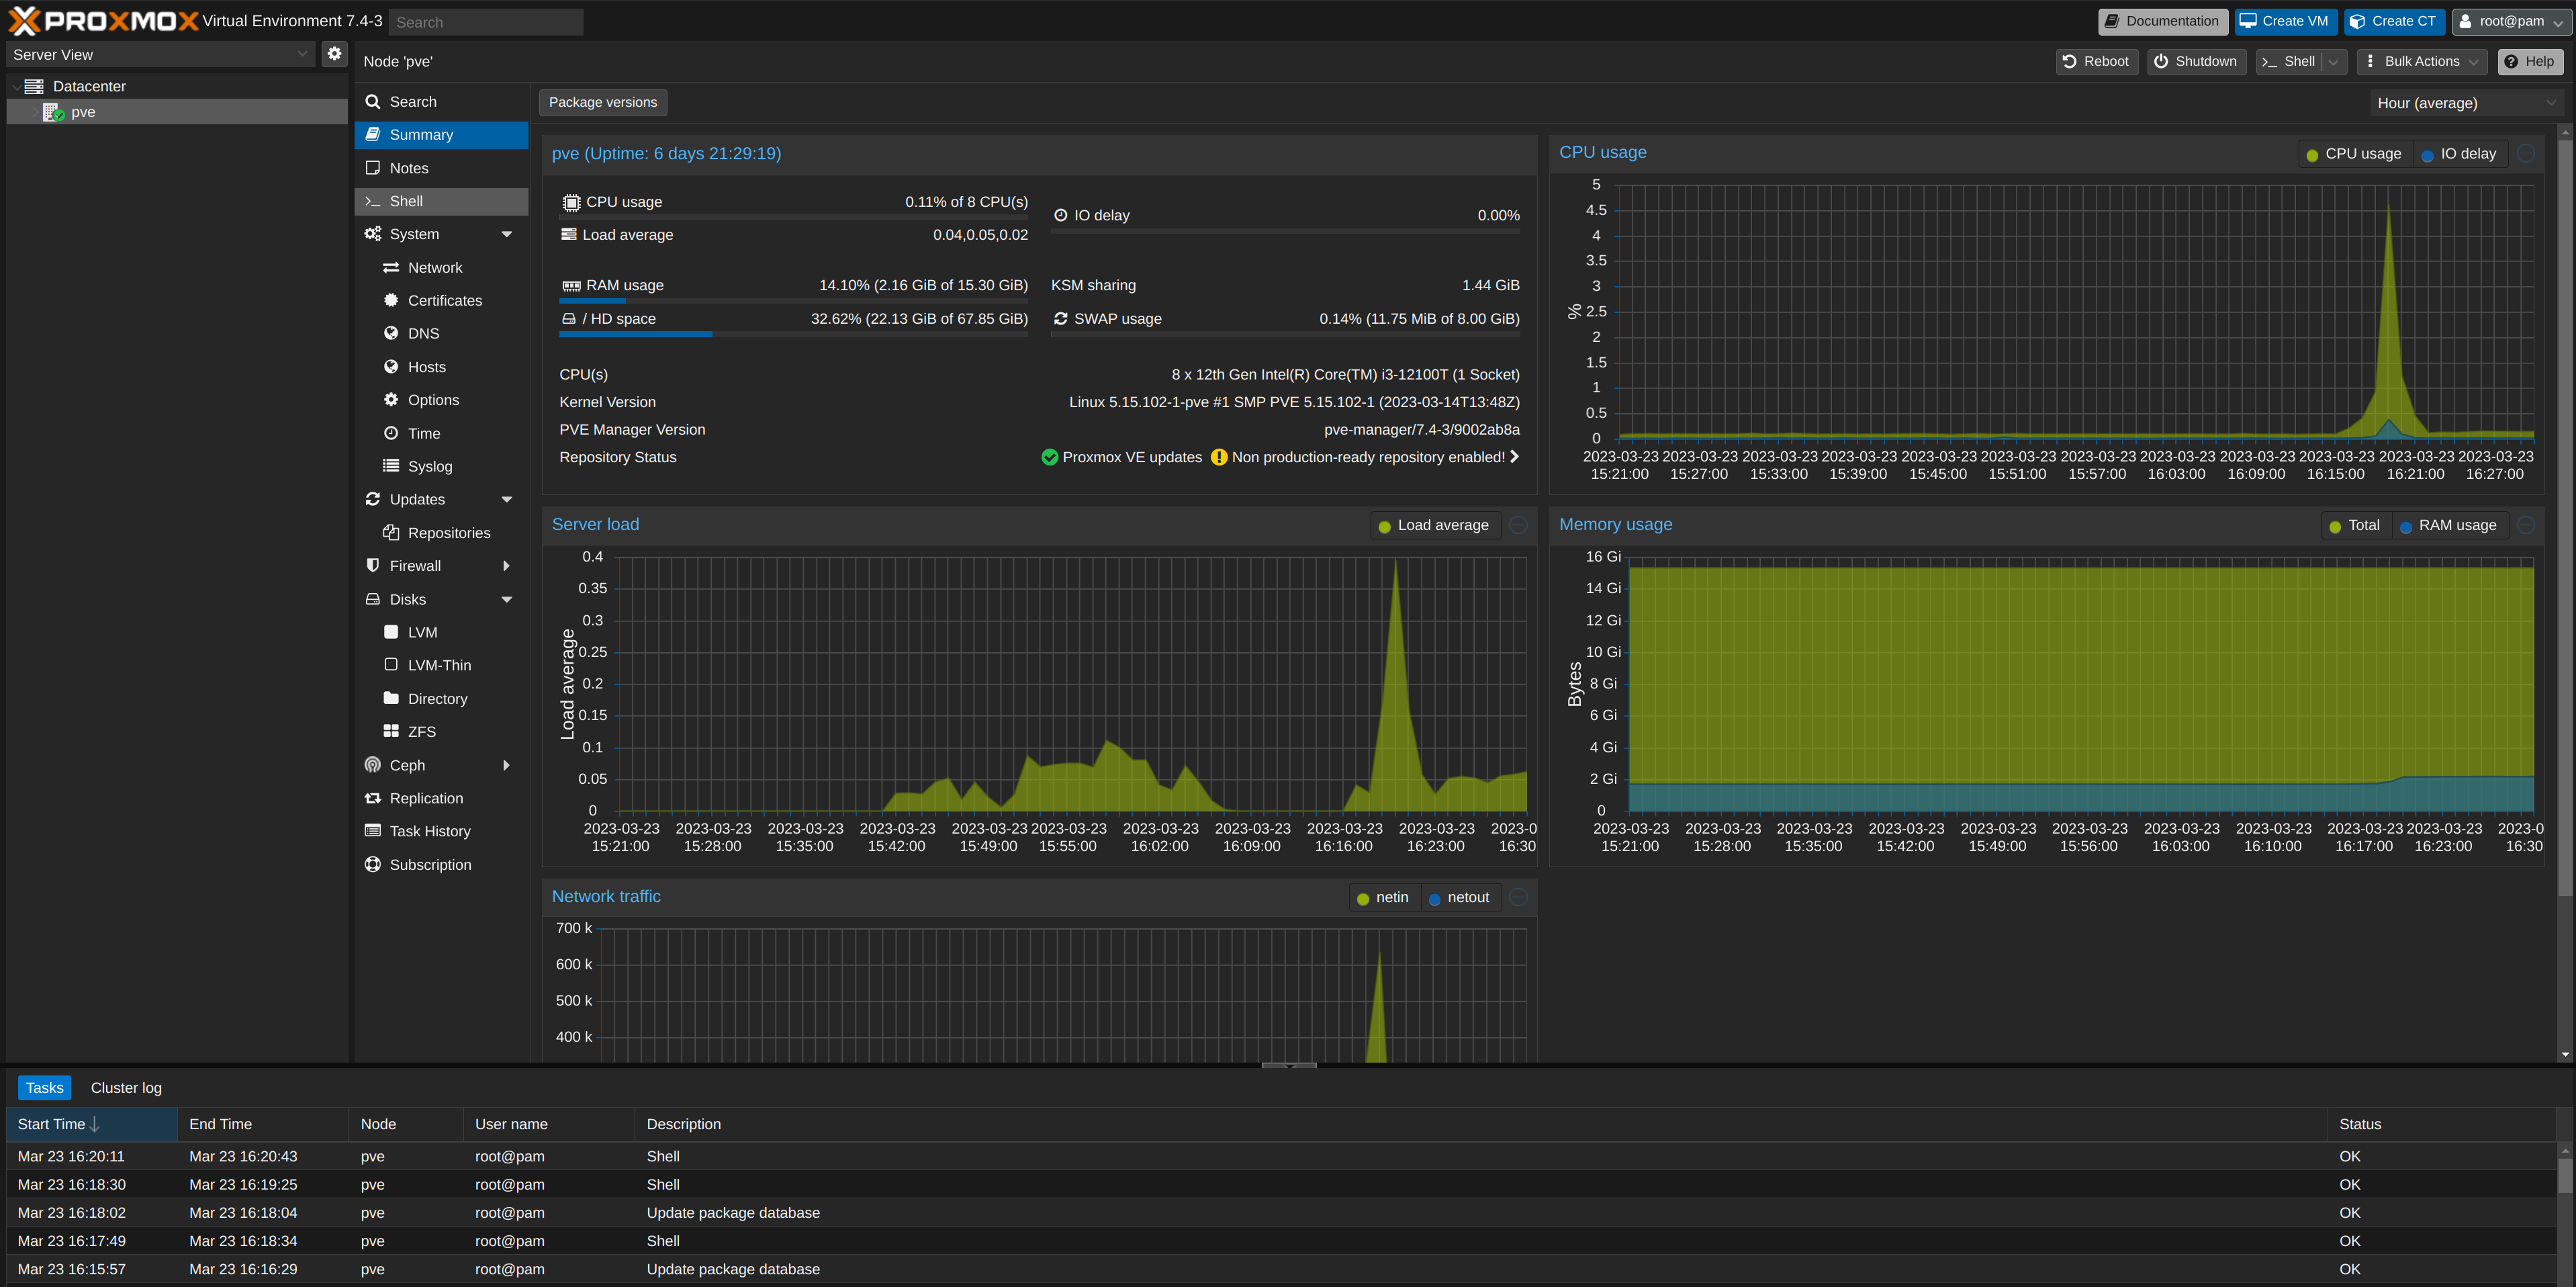 PROXMOX Virtual Environment 7.4-3 Search Documentation Create VM Create CT root@pam
Server View
Datacenter
pve
Node 'pve' Reboot Shutdown Shell Bulk Actions Help
Search
Summary
Notes
Shell
System
Network
Certificates
DNS
Hosts
Options
Time
Syslog
Updates
Repositories
Firewall
Disks
LVM
LVM-Thin
Directory
ZFS
Ceph
Replication
Task History
Subscription
Package versions Hour (average)
pve (Uptime: 6 days 21:29:19)
CPU usage 0.11% of 8 CPU(s)
IO delay 0.00%
Load average 0.04,0.05,0.02
RAM usage 14.10% (2.16 GiB of 15.30 GiB) KSM sharing 1.44 GiB
/ HD space 32.62% (22.13 GiB of 67.85 GiB) SWAP usage 0.14% (11.75 MiB of 8.00 GiB)
CPU(s) 8 x 12th Gen Intel(R) Core(TM) i3-12100T (1 Socket)
Kernel Version Linux 5.15.102-1-pve #1 SMP PVE 5.15.102-1 (2023-03-14T13:48Z)
PVE Manager Version pve-manager/7.4-3/9002ab8a
Repository Status Proxmox VE updates Non production-ready repository enabled!
CPU usage CPU usage IO delay
5
4.5
4
3.5
3
2.5
2
1.5
1
0.5
0
%
2023-03-23 2023-03-23 2023-03-23 2023-03-23 2023-03-23 2023-03-23 2023-03-23 2023-03-23 2023-03-23 2023-03-23 2023-03-23 2023-03-23
15:21:00 15:27:00 15:33:00 15:39:00 15:45:00 15:51:00 15:57:00 16:03:00 16:09:00 16:15:00 16:21:00 16:27:00
Server load Load average
0.4
0.35
0.3
0.25
0.2
0.15
0.1
0.05
0
Load average
2023-03-23 2023-03-23 2023-03-23 2023-03-23 2023-03-23 2023-03-23 2023-03-23 2023-03-23 2023-03-23 2023-03-23 2023-0
15:21:00 15:28:00 15:35:00 15:42:00 15:49:00 15:55:00 16:02:00 16:09:00 16:16:00 16:23:00 16:30
Memory usage Total RAM usage
16 Gi
14 Gi
12 Gi
10 Gi
8 Gi
6 Gi
4 Gi
2 Gi
0
Bytes
2023-03-23 2023-03-23 2023-03-23 2023-03-23 2023-03-23 2023-03-23 2023-03-23 2023-03-23 2023-03-23 2023-03-23 2023-0
15:21:00 15:28:00 15:35:00 15:42:00 15:49:00 15:56:00 16:03:00 16:10:00 16:17:00 16:23:00 16:30
Network traffic netin netout
700 k
600 k
500 k
400 k
Tasks Cluster log
Start Time End Time Node User name Description Status
Mar 23 16:20:11 Mar 23 16:20:43 pve root@pam Shell OK
Mar 23 16:18:30 Mar 23 16:19:25 pve root@pam Shell OK
Mar 23 16:18:02 Mar 23 16:18:04 pve root@pam Update package database OK
Mar 23 16:17:49 Mar 23 16:18:34 pve root@pam Shell OK
Mar 23 16:15:57 Mar 23 16:16:29 pve root@pam Update package database OK